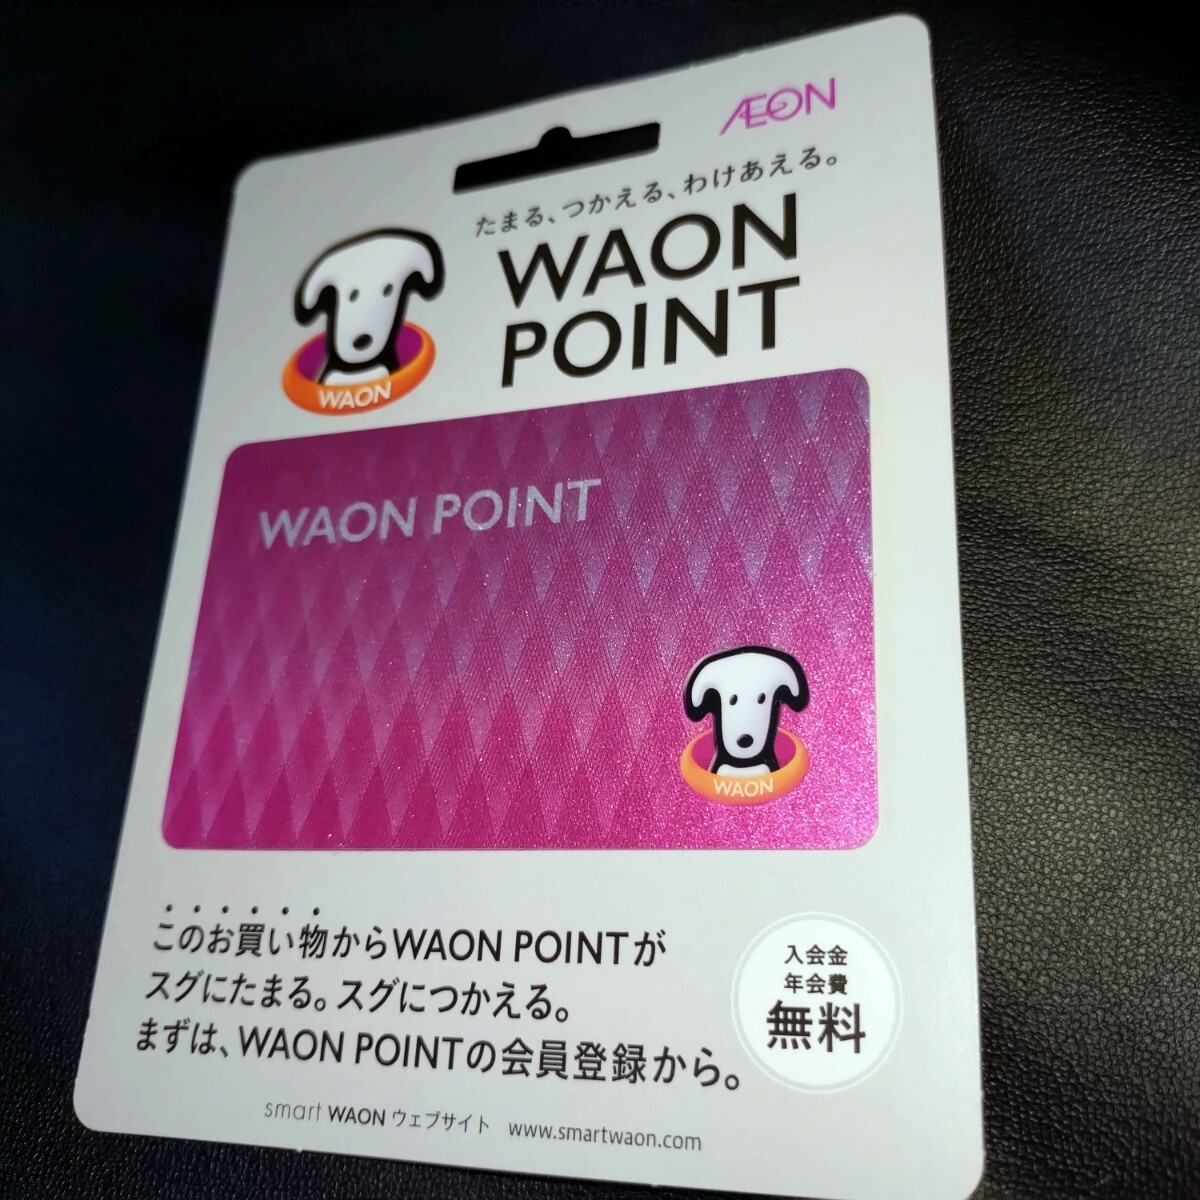 ÆON
たまる、つかえる、わけあえる。
WAON
POINT
WAON
WAON POINT
WAON
このお買い物からWAON POINTが
スグにたまる。スグにつかえる。
まずは、WAON POINTの会員登録から。
入会金
年会費
無料
smart WAON ウェブサイト www.smartwaon.com